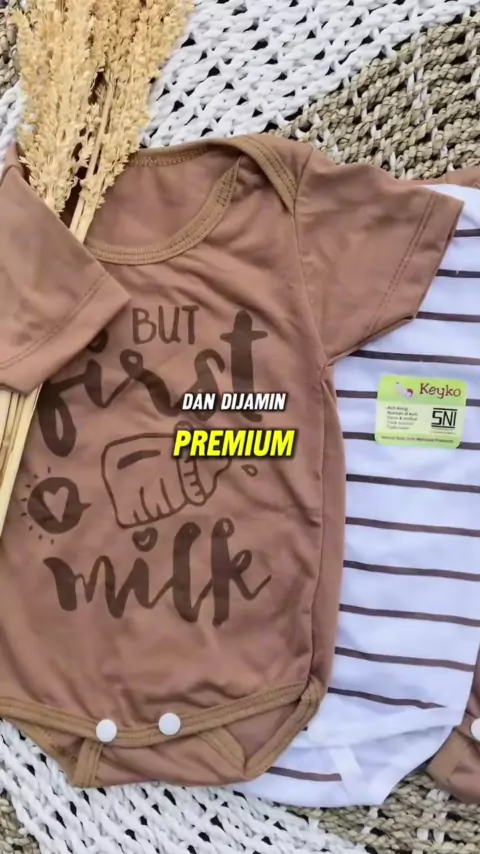 BUT
first
DAN DIJAMIN
PREMIUM
milk
Keyko
SNI